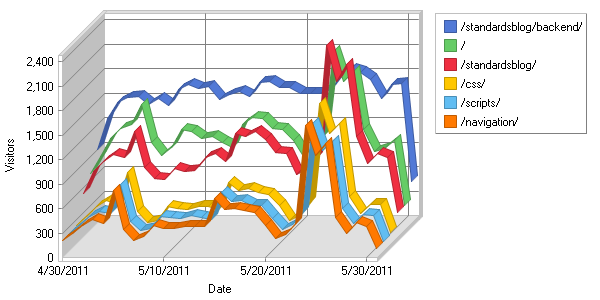 /standardsblog/backend/
/
/standardsblog/
/css/
/scripts/
/navigation/
2,400
2,100
1,800
1,500
1,200
900
600
300
0
Visitors
4/30/2011 5/10/2011 5/20/2011 5/30/2011
Date